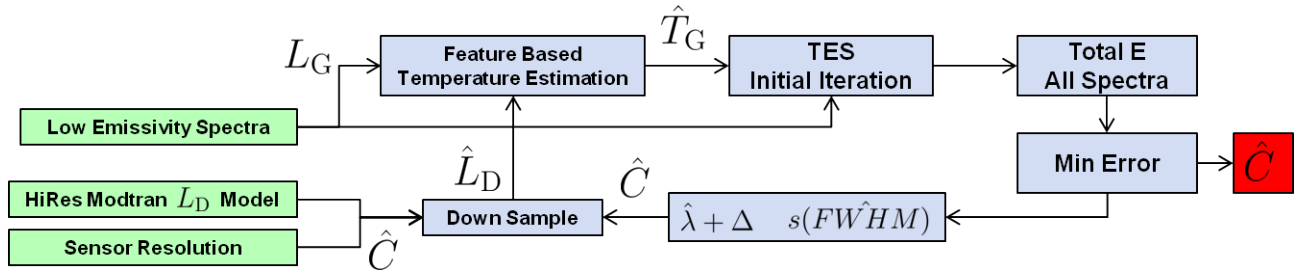 L_G
Feature Based
Temperature Estimation
T̂_G
TES
Initial Iteration
Total E
All Spectra
Low Emissivity Spectra
Min Error
Ĉ
HiRes Modtran L_D Model
L̂_D
Down Sample
Ĉ
λ̂ + Δ s(FŴHM)
Sensor Resolution
Ĉ